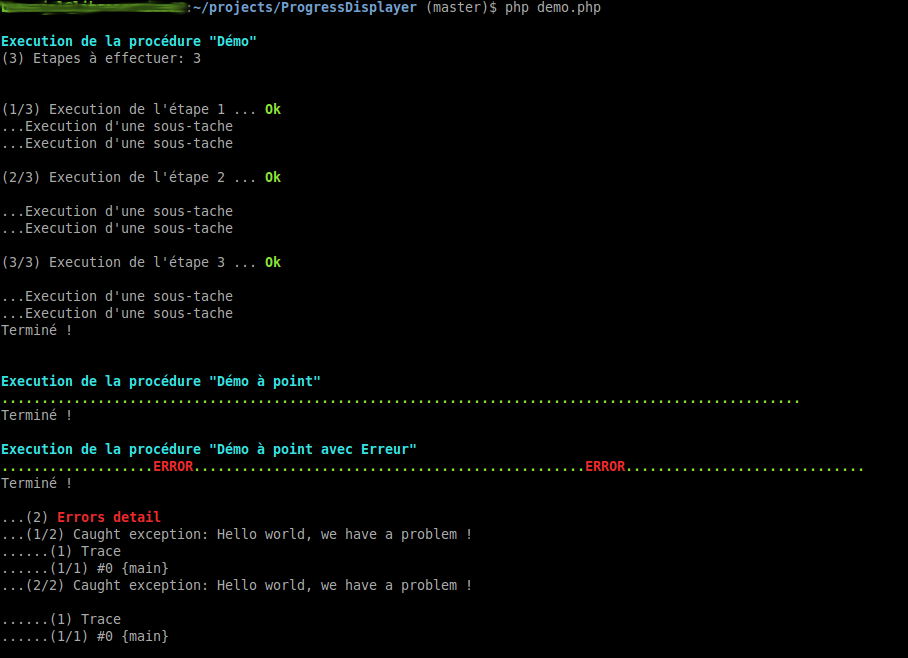 :~/projects/ProgressDisplayer (master)$ php demo.php
Execution de la procédure "Démo"
(3) Etapes à effectuer: 3
(1/3) Execution de l'étape 1 ... Ok
...Execution d'une sous-tache
...Execution d'une sous-tache
(2/3) Execution de l'étape 2 ... Ok
...Execution d'une sous-tache
...Execution d'une sous-tache
(3/3) Execution de l'étape 3 ... Ok
...Execution d'une sous-tache
...Execution d'une sous-tache
Terminé !
Execution de la procédure "Démo à point"
....................................................................................................
Terminé !
Execution de la procédure "Démo à point avec Erreur"
...................ERROR.................................................ERROR..............................
Terminé !
...(2) Errors detail
...(1/2) Caught exception: Hello world, we have a problem !
......(1) Trace
......(1/1) #0 {main}
...(2/2) Caught exception: Hello world, we have a problem !
......(1) Trace
......(1/1) #0 {main}